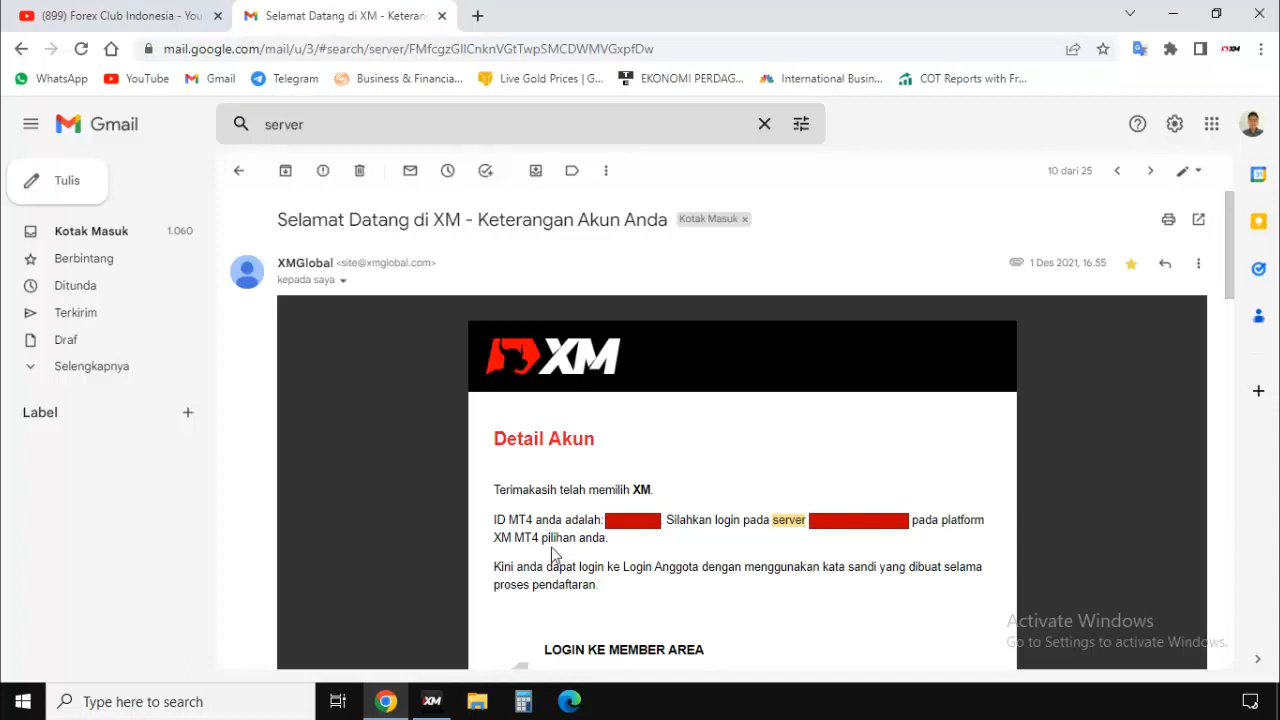 (899) Forex Club Indonesia - You
Selamat Datang di XM - Keteran
mail.google.com/mail/u/3/#search/server/FMfcgzGllCnknVGtTwpSMCDWMVGxpfDw
WhatsApp
YouTube
Gmail
Telegram
Business & Financia...
Live Gold Prices | G...
EKONOMI PERDAG...
International Busin...
COT Reports with Fr...
Gmail
server
Tulis
10 dari 25
Selamat Datang di XM - Keterangan Akun Anda
Kotak Masuk x
Kotak Masuk 1.060
Berbintang
Ditunda
Terkirim
Draf
Selengkapnya
Label
XMGlobal <site@xmglobal.com>
1 Des 2021, 16.55
kepada saya
XM
Detail Akun
Terimakasih telah memilih XM.
ID MT4 anda adalah: . Silahkan login pada server pada platform
XM MT4 pilihan anda.
Kini anda dapat login ke Login Anggota dengan menggunakan kata sandi yang dibuat selama
proses pendaftaran.
LOGIN KE MEMBER AREA
Activate Windows
Go to Settings to activate Windows.
Type here to search
XM